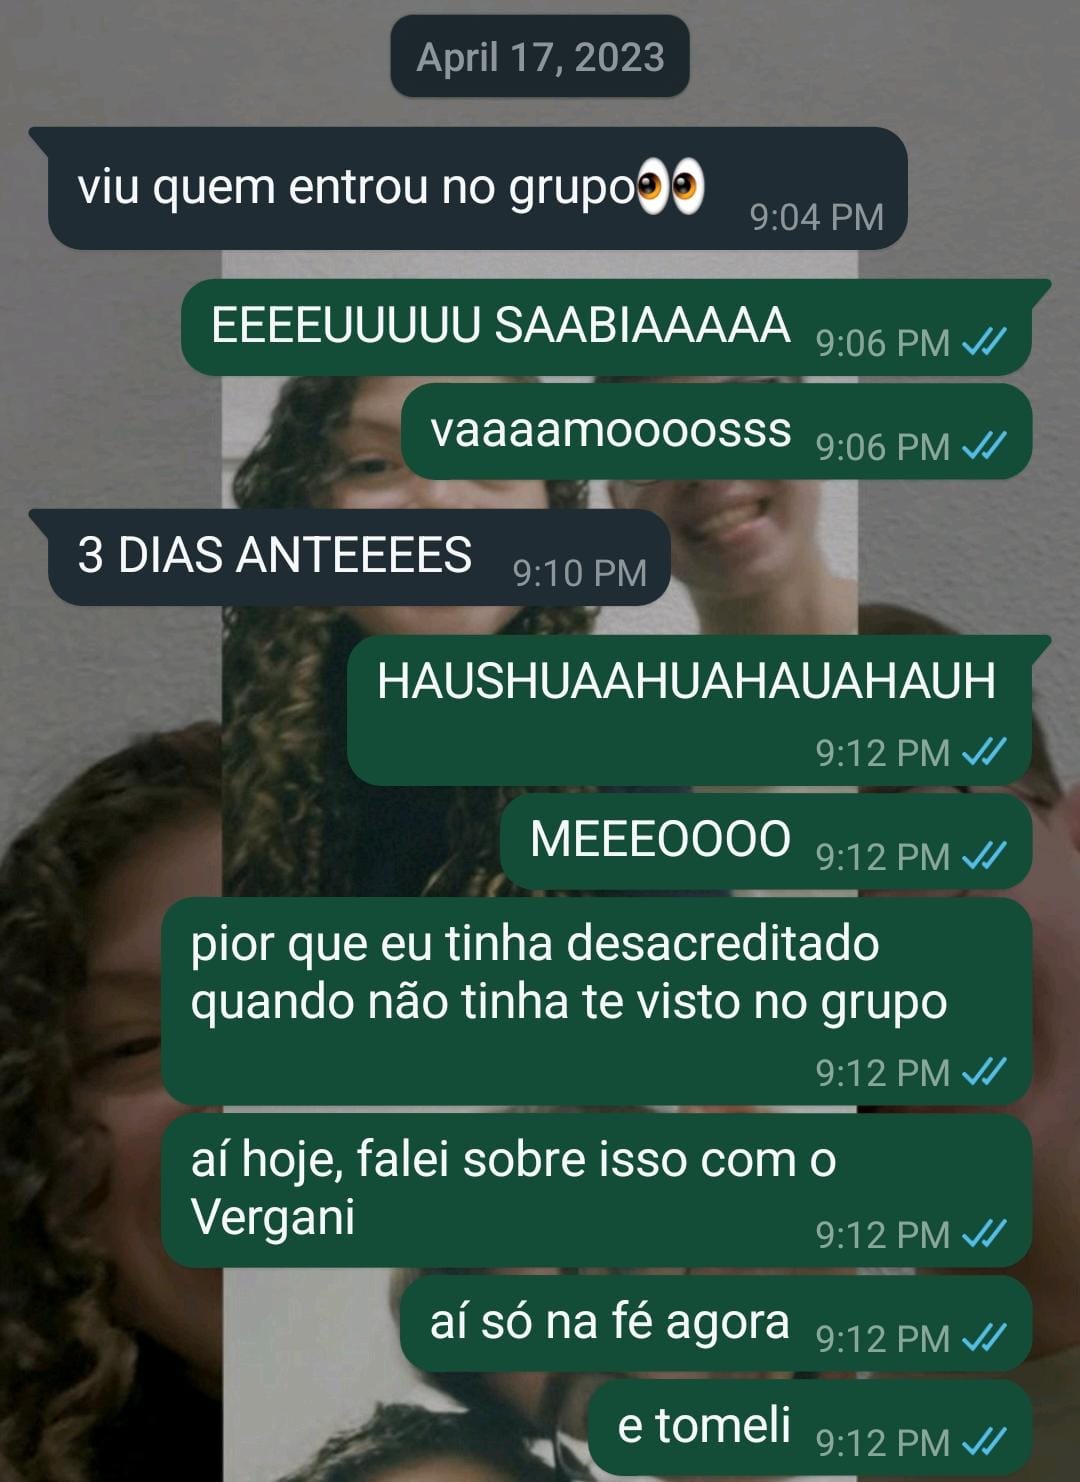 April 17, 2023
viu quem entrou no grupo👀
9:04 PM
EEEEUUUUU SAABIAAAAA
9:06 PM
vaaaamoooosss
9:06 PM
3 DIAS ANTEEEES
9:10 PM
HAUSHUAAHUAHAUAHAUH
9:12 PM
MEEEOOOO
9:12 PM
pior que eu tinha desacreditado
quando não tinha te visto no grupo
9:12 PM
aí hoje, falei sobre isso com o
Vergani
9:12 PM
aí só na fé agora
9:12 PM
e tomeli
9:12 PM